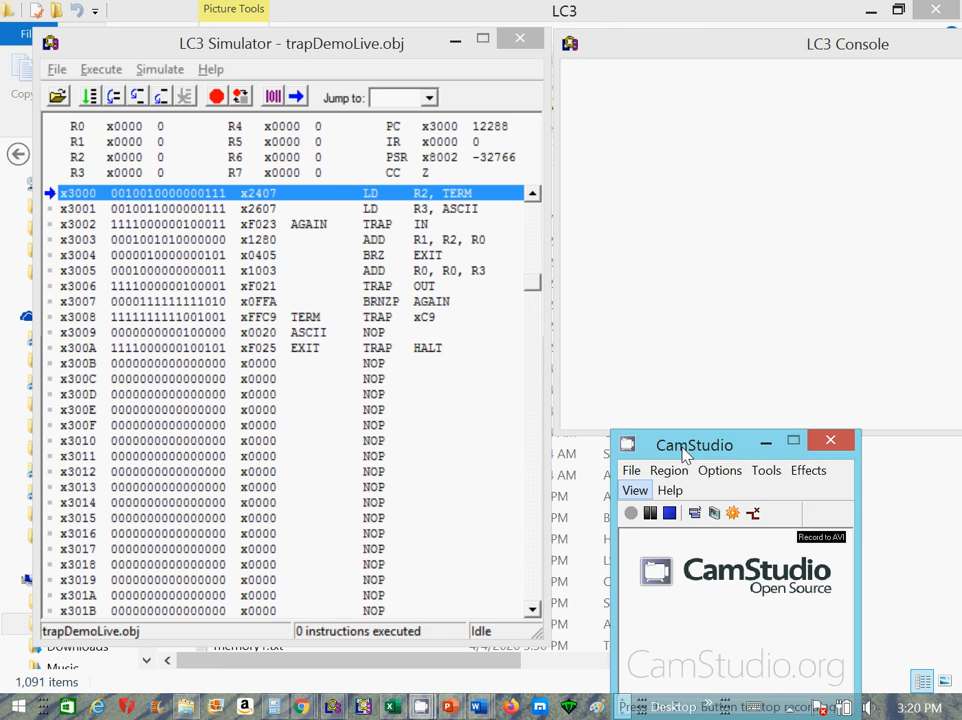 Picture Tools
LC3
Fil
Copy
LC3 Simulator - trapDemoLive.obj
File Execute Simulate Help
Jump to:
R0 x0000 0 R4 x0000 0 PC x3000 12288
R1 x0000 0 R5 x0000 0 IR x0000 0
R2 x0000 0 R6 x0000 0 PSR x8002 -32766
R3 x0000 0 R7 x0000 0 CC Z
x3000 0010010000000111 x2407 LD R2, TERM
x3001 0010011000000111 x2607 LD R3, ASCII
x3002 1111000000100011 xF023 AGAIN TRAP IN
x3003 0001001010000000 x1280 ADD R1, R2, R0
x3004 0000010000000101 x0405 BRZ EXIT
x3005 0001000000000011 x1003 ADD R0, R0, R3
x3006 1111000000100001 xF021 TRAP OUT
x3007 0000111111111010 x0FFA BRNZP AGAIN
x3008 1111111111001001 xFFC9 TERM TRAP xC9
x3009 0000000000100000 x0020 ASCII NOP
x300A 1111000000100101 xF025 EXIT TRAP HALT
x300B 0000000000000000 x0000 NOP
x300C 0000000000000000 x0000 NOP
x300D 0000000000000000 x0000 NOP
x300E 0000000000000000 x0000 NOP
x300F 0000000000000000 x0000 NOP
x3010 0000000000000000 x0000 NOP
x3011 0000000000000000 x0000 NOP
x3012 0000000000000000 x0000 NOP
x3013 0000000000000000 x0000 NOP
x3014 0000000000000000 x0000 NOP
x3015 0000000000000000 x0000 NOP
x3016 0000000000000000 x0000 NOP
x3017 0000000000000000 x0000 NOP
x3018 0000000000000000 x0000 NOP
x3019 0000000000000000 x0000 NOP
x301A 0000000000000000 x0000 NOP
x301B 0000000000000000 x0000 NOP
trapDemoLive.obj 0 instructions executed Idle
LC3 Console
CamStudio
File Region Options Tools Effects
View Help
Record to AVI
CamStudio
Open Source
CamStudio.org
Downloads
Music
1,091 items
Desktop
3:20 PM